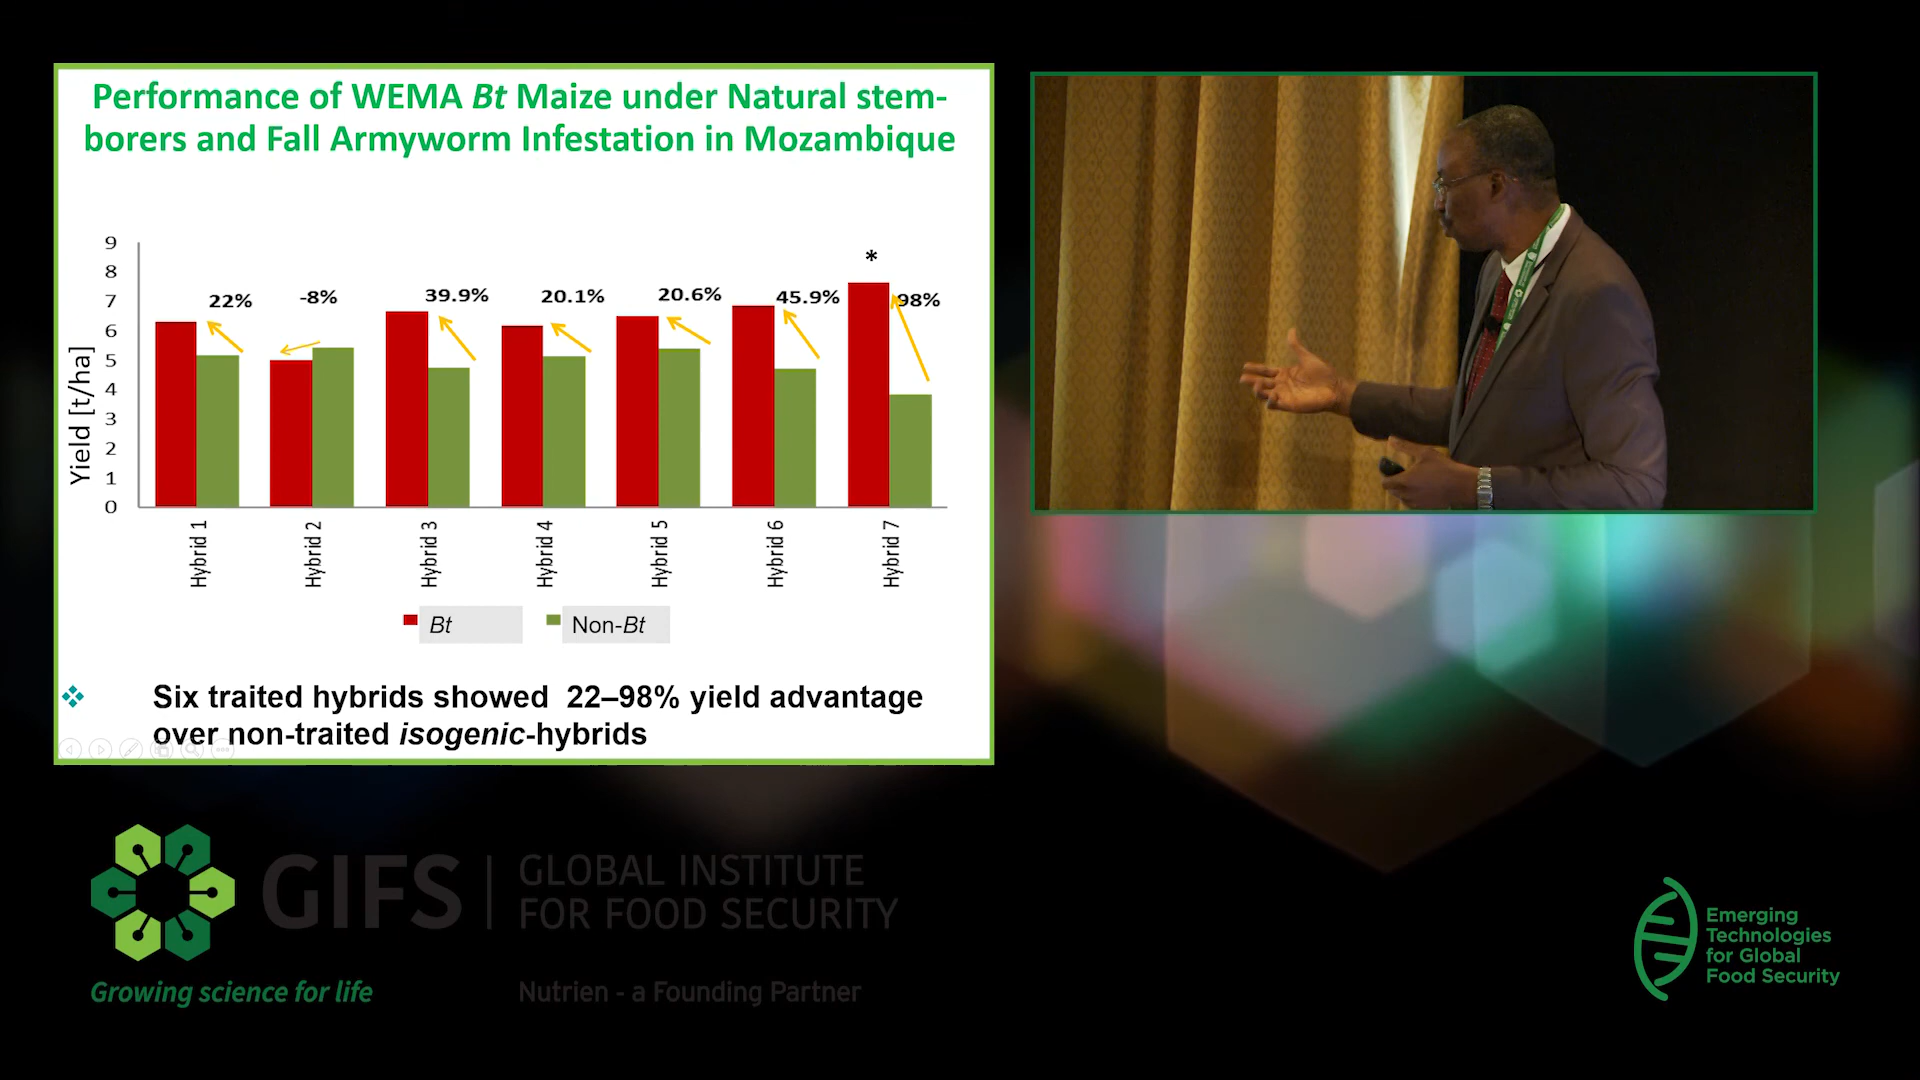 Performance of WEMA Bt Maize under Natural stem-
borers and Fall Armyworm Infestation in Mozambique
Yield [t/ha]
9
8
7
6
5
4
3
2
1
0
22%
-8%
39.9%
20.1%
20.6%
45.9%
*
98%
Hybrid 1
Hybrid 2
Hybrid 3
Hybrid 4
Hybrid 5
Hybrid 6
Hybrid 7
Bt
Non-Bt
❖ Six traited hybrids showed 22–98% yield advantage
over non-traited isogenic-hybrids
GIFS
GLOBAL INSTITUTE
FOR FOOD SECURITY
Growing science for life
Nutrien - a Founding Partner
Emerging
Technologies
for Global
Food Security